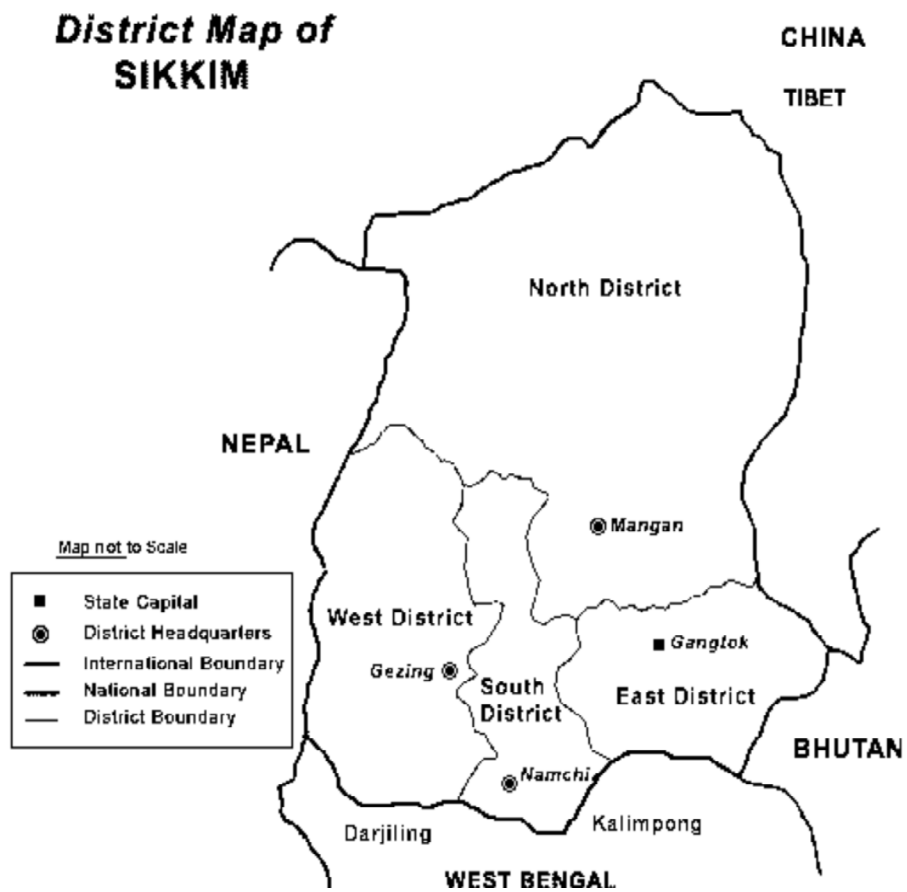 District Map of
SIKKIM
CHINA
TIBET
North District
NEPAL
Mangan
Map not to Scale
State Capital
District Headquarters
International Boundary
National Boundary
District Boundary
West District
Gezing
South
District
Gangtok
East District
Namchi
BHUTAN
Darjiling
Kalimpong
WEST BENGAL